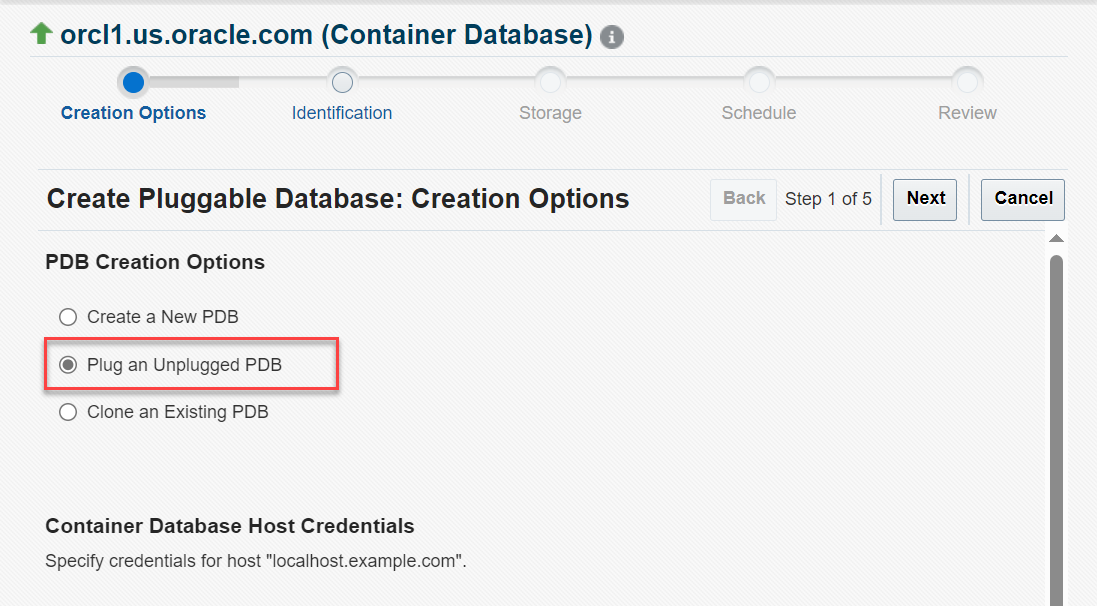 orcl1.us.oracle.com (Container Database) i
Creation Options Identification Storage Schedule Review
Create Pluggable Database: Creation Options Back Step 1 of 5 Next Cancel
PDB Creation Options
Create a New PDB
Plug an Unplugged PDB
Clone an Existing PDB
Container Database Host Credentials
Specify credentials for host "localhost.example.com".